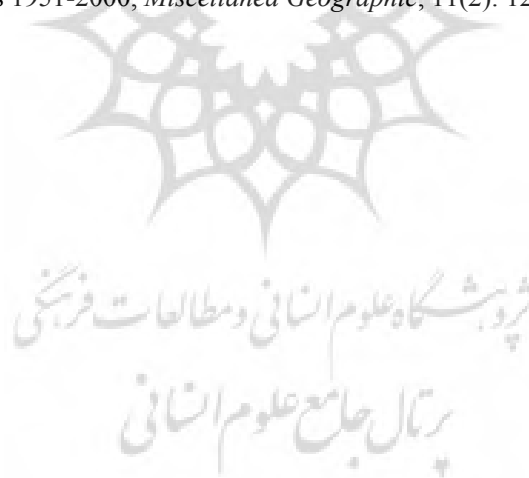 s 1951-2000, Miscellanea Geographic, 11(2): 12
پژوهشگاه علوم انسانی و مطالعات فرهنگی
پرتال جامع علوم انسانی